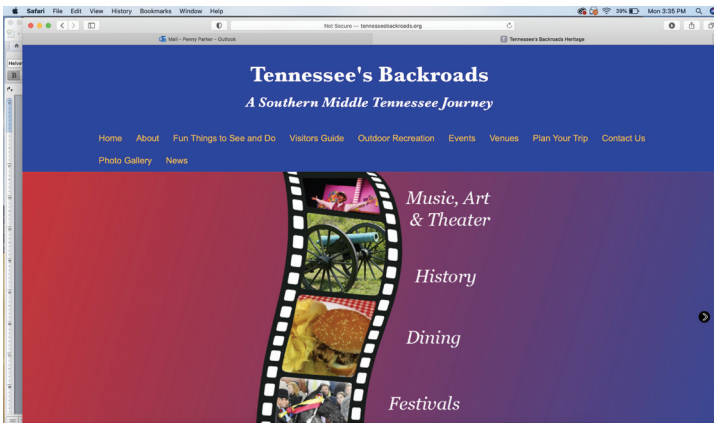 Safari File Edit View History Bookmarks Window Help 39% Mon 3:35 PM
Not Secure — tennesseebackroads.org
Mail - Penny Parker - Outlook Tennessee's Backroads Heritage
Helve
Tennessee's Backroads
A Southern Middle Tennessee Journey
Home About Fun Things to See and Do Visitors Guide Outdoor Recreation Events Venues Plan Your Trip Contact Us
Photo Gallery News
Music, Art
& Theater
History
Dining
Festivals